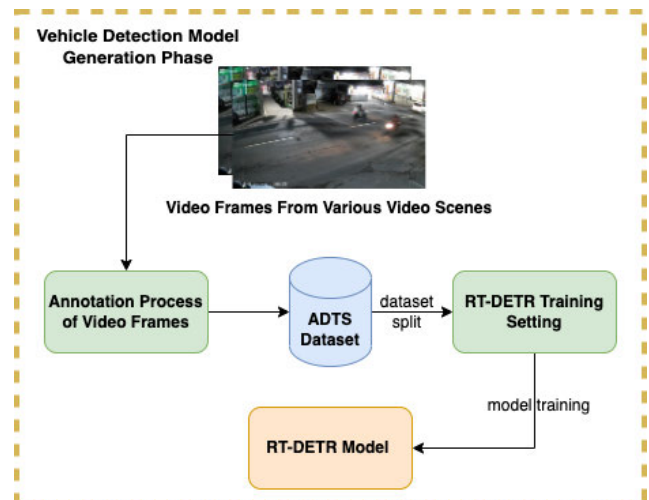 Vehicle Detection Model
Generation Phase
Video Frames From Various Video Scenes
Annotation Process
of Video Frames
ADTS
Dataset
dataset
split
RT-DETR Training
Setting
model training
RT-DETR Model